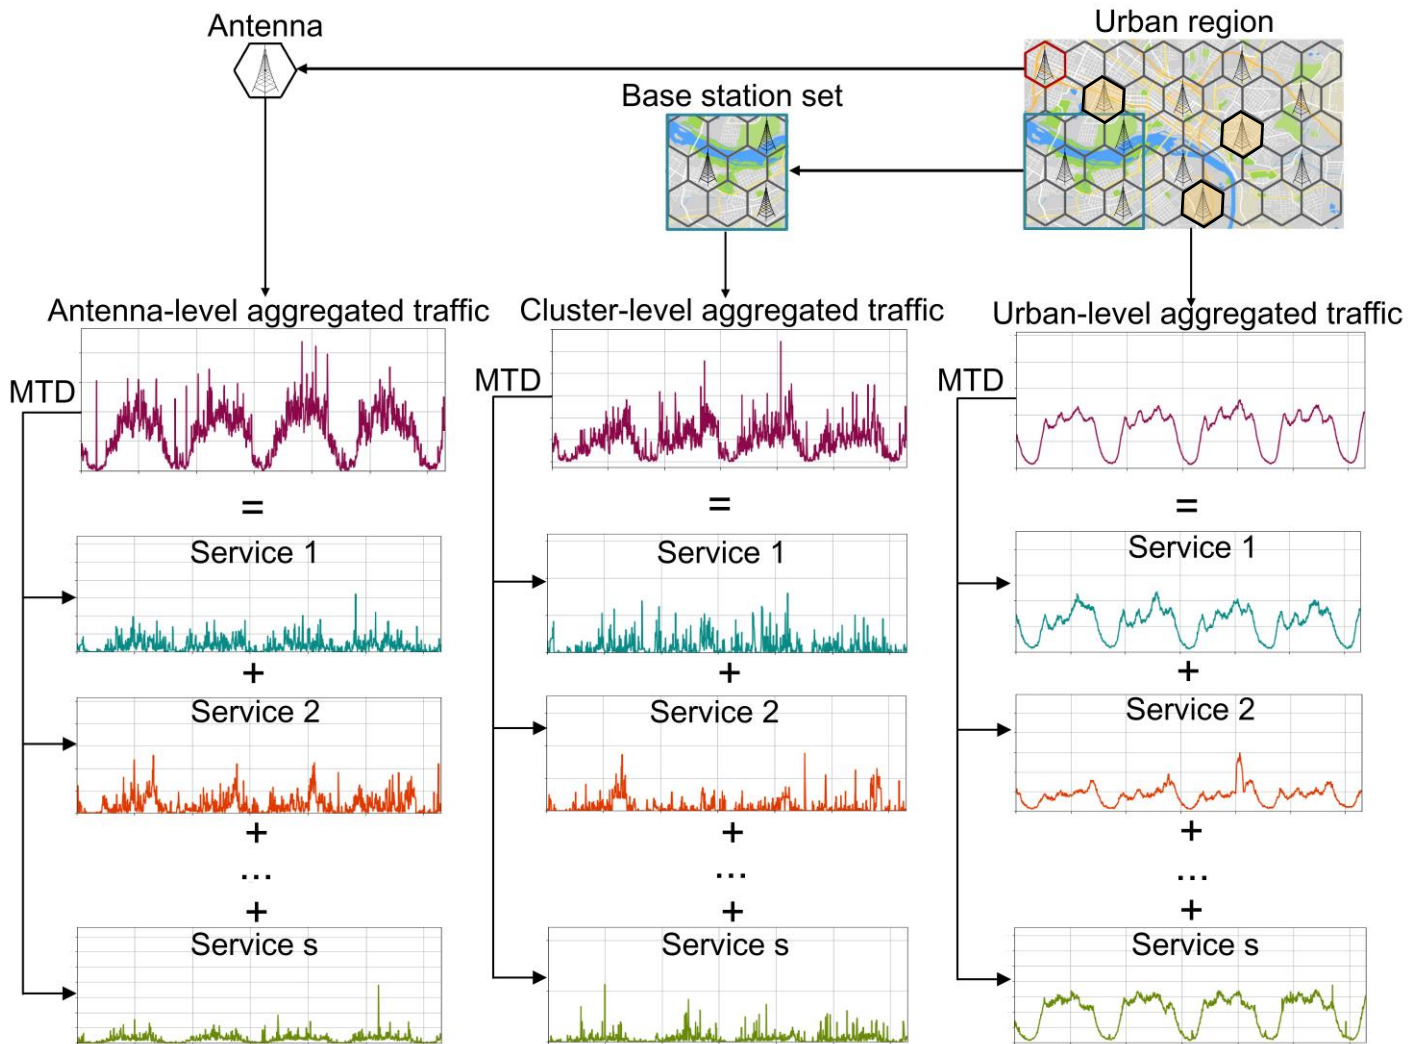 Antenna
Urban region
Base station set
Antenna-level aggregated traffic
Cluster-level aggregated traffic
Urban-level aggregated traffic
MTD
MTD
MTD
=
=
=
Service 1
Service 1
Service 1
+
+
+
Service 2
Service 2
Service 2
+
+
+
...
...
...
+
+
+
Service s
Service s
Service s